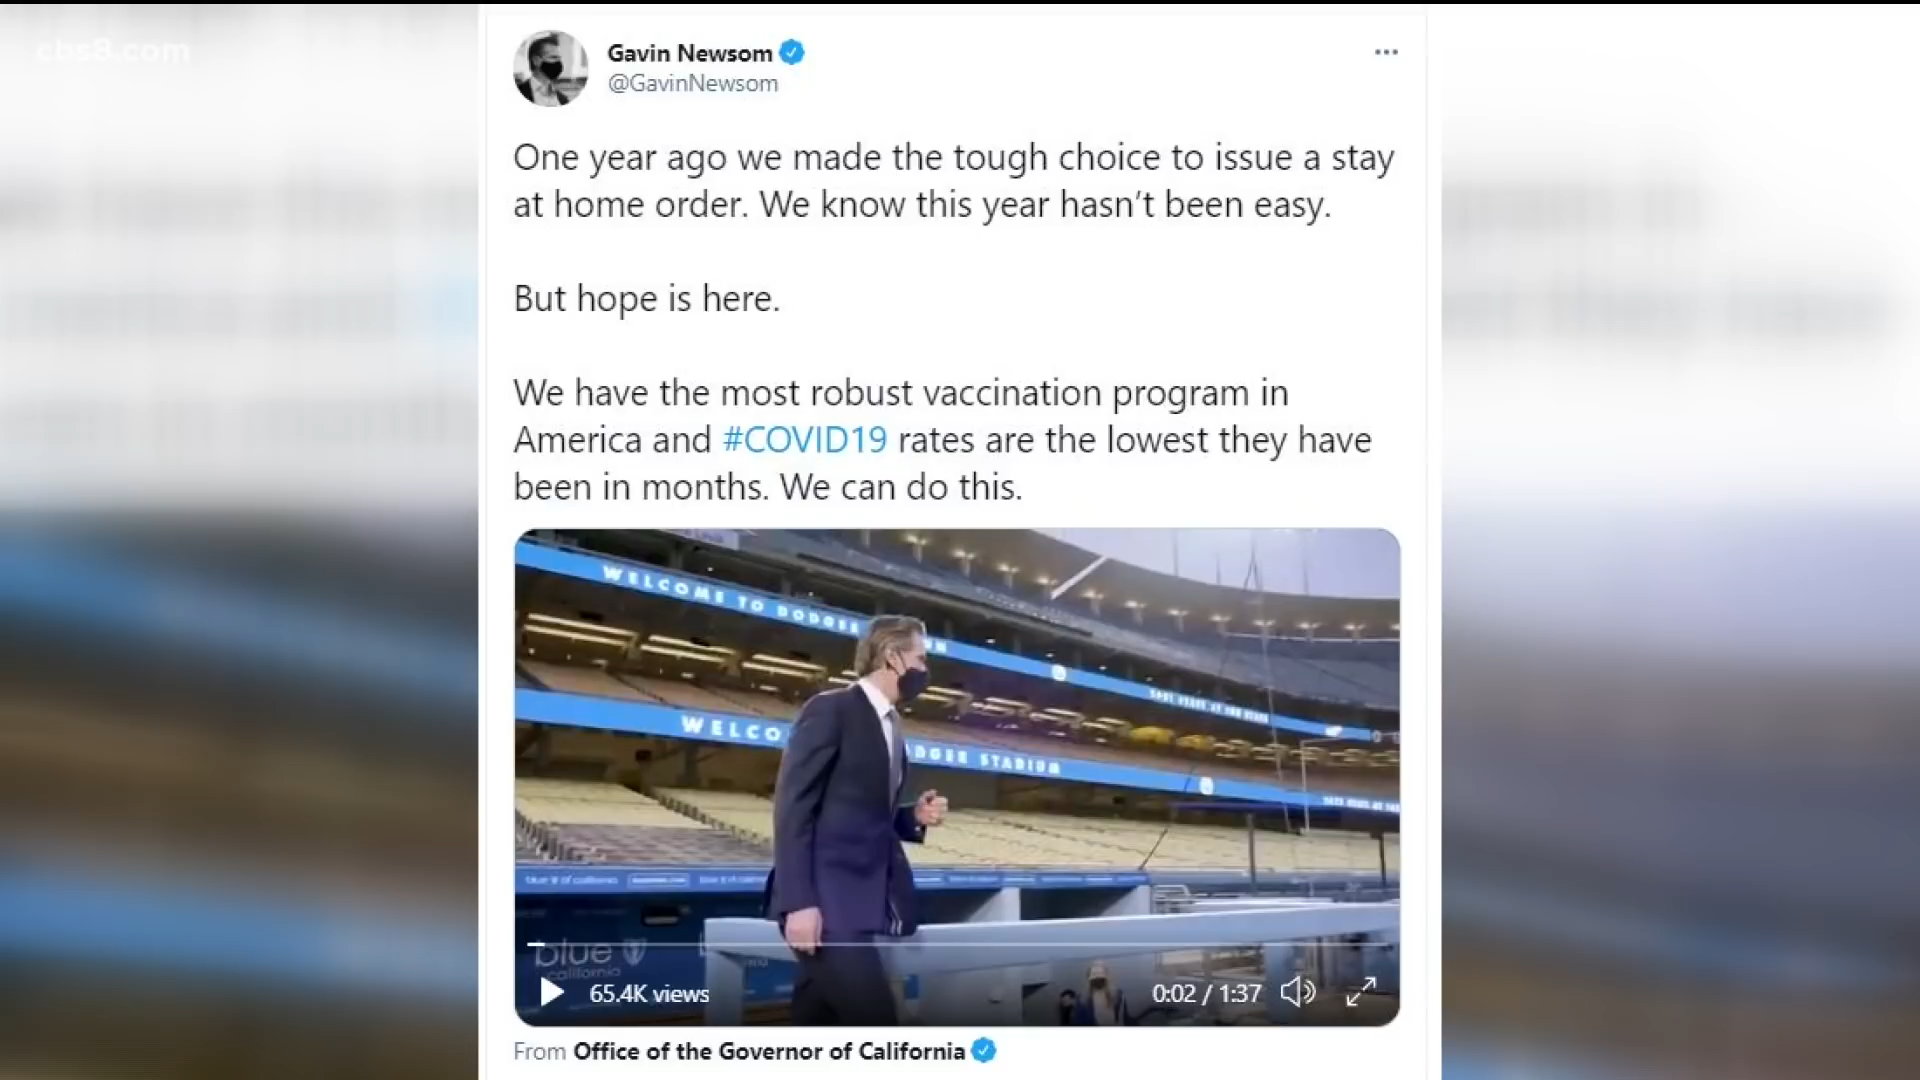 cbs8.com
Gavin Newsom
@GavinNewsom
One year ago we made the tough choice to issue a stay
at home order. We know this year hasn't been easy.
But hope is here.
We have the most robust vaccination program in
America and #COVID19 rates are the lowest they have
been in months. We can do this.
WELCOME TO DODGE UM
WELCO DODGER STADIUM
blue
california
65.4K views
0:02 / 1:37
From Office of the Governor of California